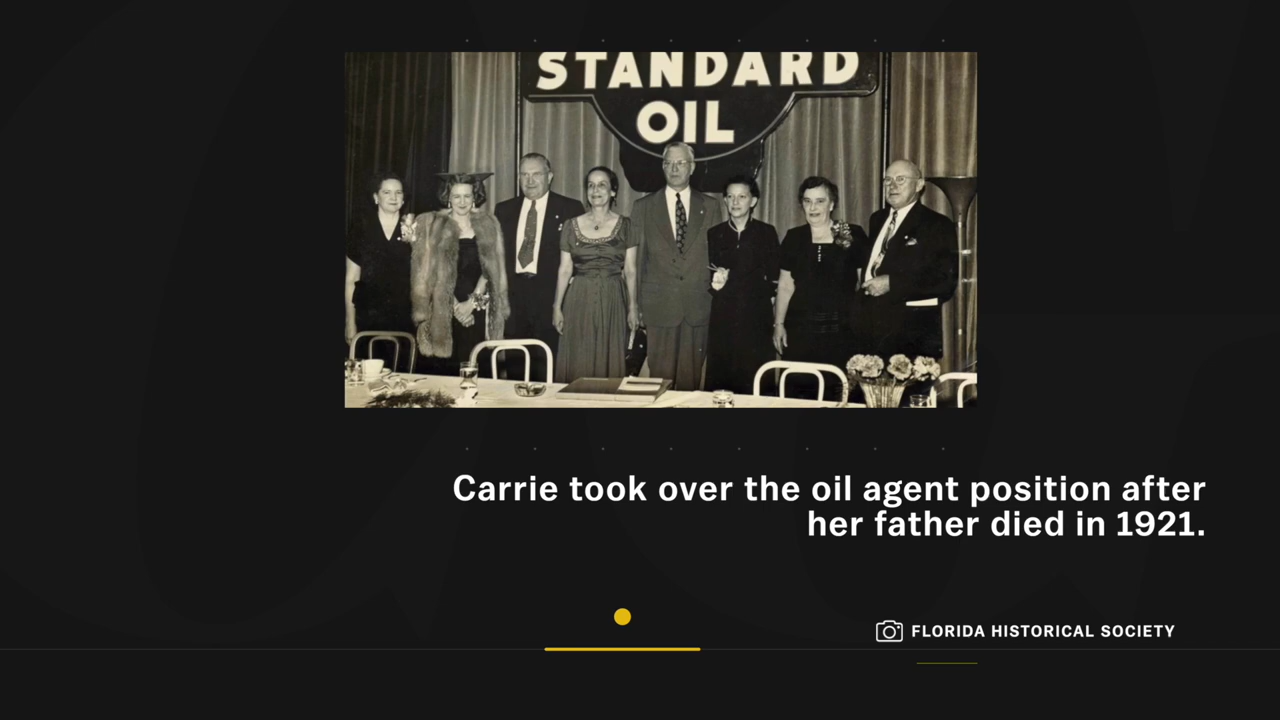 STANDARD
OIL
Carrie took over the oil agent position after
her father died in 1921.
FLORIDA HISTORICAL SOCIETY